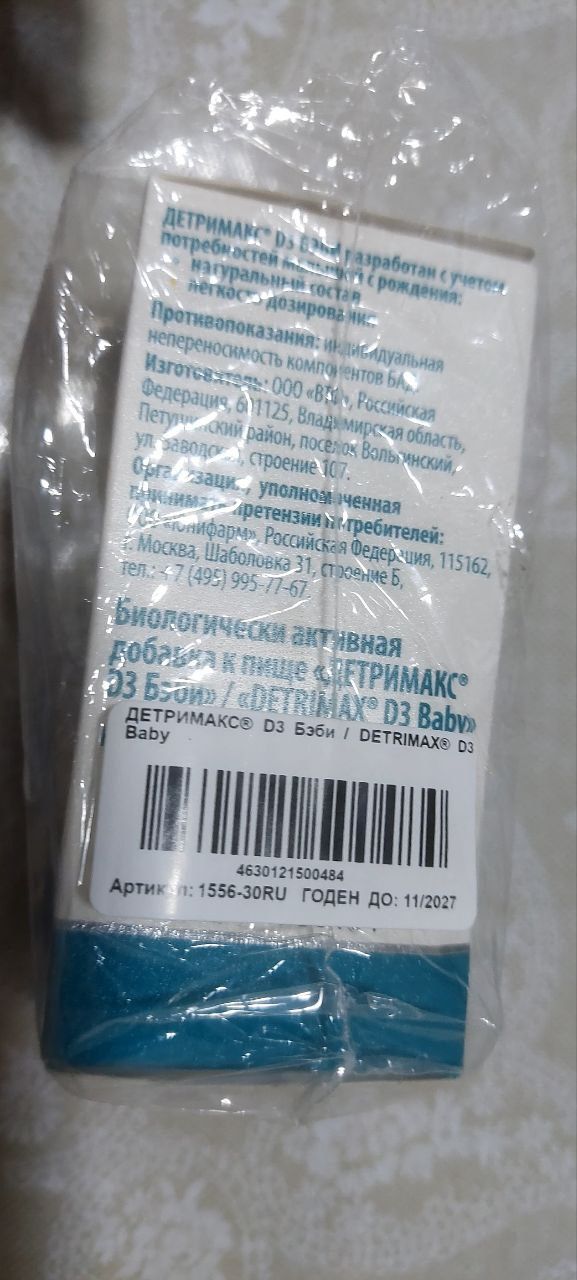 ДЕТРИМАКС® D3 Бэби разработан с учетом
потребностей малышей с рождения:
натуральный состав
легкость дозирования
Противопоказания: индивидуальная
непереносимость компонентов БАД.
Изготовитель: ООО «ВТФ», Российская
Федерация, 601125, Владимирская область,
Петушинский район, поселок Вольгинский,
ул. Заводская, строение 107.
Организация, уполномоченная
принимать претензии потребителей:
«Юнифарм», Российская Федерация, 115162,
г. Москва, Шаболовка 31, строение Б,
тел.: +7 (495) 995-77-67.
Биологически активная
добавка к пище «ДЕТРИМАКС®
D3 Бэби» / «DETRIMAX® D3 Baby»
ДЕТРИМАКС® D3 Бэби / DETRIMAX® D3
Baby
4630121500484
Артикул: 1556-30RU ГОДЕН ДО: 11/2027